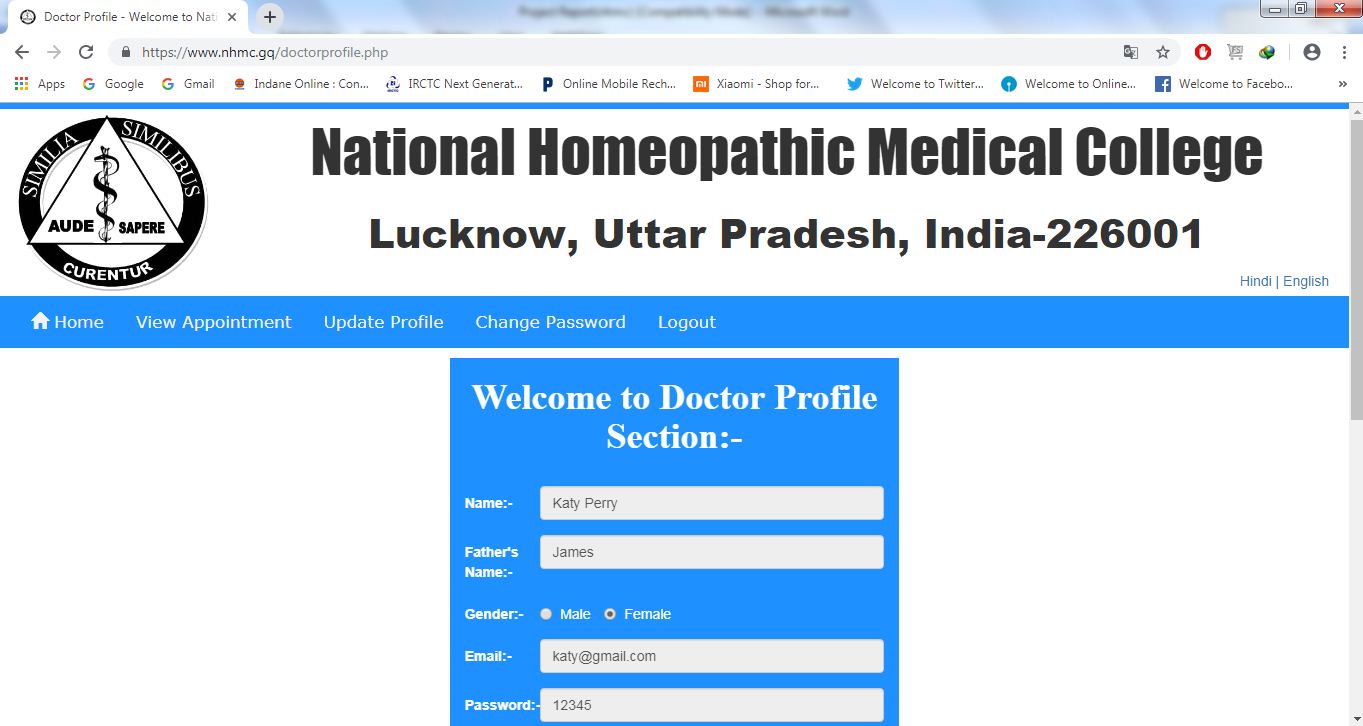 Doctor Profile - Welcome to Nati
https://www.nhmc.gq/doctorprofile.php
Apps Google Gmail Indane Online : Con... IRCTC Next Generat... Online Mobile Rech... Xiaomi - Shop for... Welcome to Twitter... Welcome to Online... Welcome to Facebo... »
SIMILIA SIMILIBUS
AUDE SAPERE
CURENTUR
National Homeopathic Medical College
Lucknow, Uttar Pradesh, India-226001
Hindi | English
Home View Appointment Update Profile Change Password Logout
Welcome to Doctor Profile
Section:-
Name:- Katy Perry
Father's Name:- James
Gender:- Male Female
Email:- katy@gmail.com
Password:- 12345